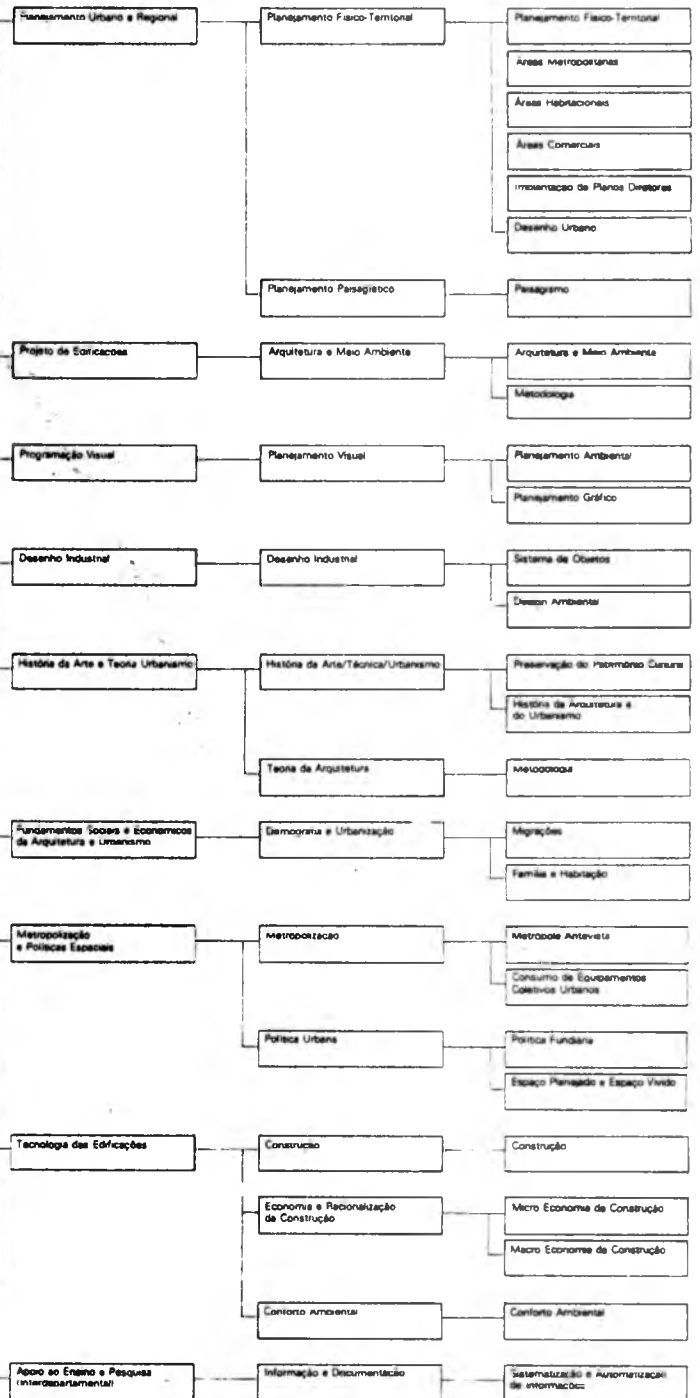 Planejamento Urbano e Regional
Planejamento Físico-Territorial
Planejamento Físico-Territorial
Áreas Metropolitanas
Áreas Habitacionais
Áreas Comerciais
Implantação de Planos Diretores
Desenho Urbano
Planejamento Paisagístico
Paisagismo
Projeto de Edificações
Arquitetura e Meio Ambiente
Arquitetura e Meio Ambiente
Metodologia
Programação Visual
Planejamento Visual
Planejamento Ambiental
Planejamento Gráfico
Desenho Industrial
Desenho Industrial
Sistema de Objetos
Design Ambiental
História da Arte e Teoria Urbanismo
História da Arte/Técnica/Urbanismo
Preservação do Patrimônio Cultural
História da Arquitetura e
do Urbanismo
Teoria da Arquitetura
Metodologia
Fundamentos Sociais e Econômicos
da Arquitetura e Urbanismo
Demografia e Urbanização
Migrações
Família e Habitação
Metropolização
e Políticas Espaciais
Metropolização
Metrópole Antevista
Consumo de Equipamentos
Coletivos Urbanos
Política Urbana
Política Fundiária
Espaço Planejado e Espaço Vivido
Tecnologia das Edificações
Construção
Construção
Economia e Racionalização
da Construção
Micro Economia da Construção
Macro Economia da Construção
Conforto Ambiental
Conforto Ambiental
Apoio ao Ensino e Pesquisa
(Interdepartamental)
Informação e Documentação
Sistematização e Automatização
de informações